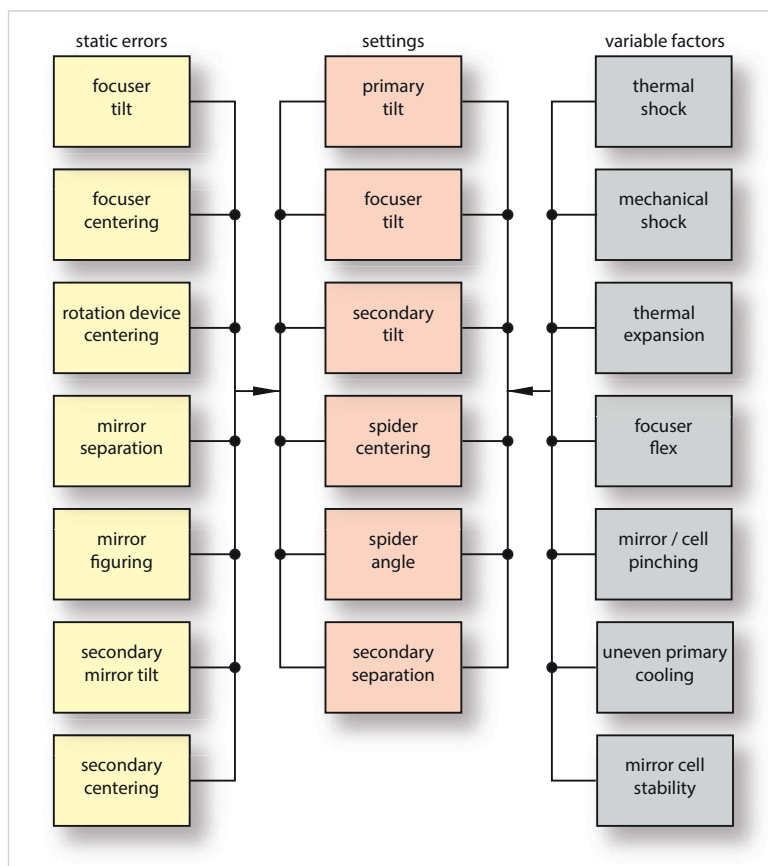 static errors
focuser
tilt
focuser
centering
rotation device
centering
mirror
separation
mirror
figuring
secondary
mirror tilt
secondary
centering
settings
primary
tilt
focuser
tilt
secondary
tilt
spider
centering
spider
angle
secondary
separation
variable factors
thermal
shock
mechanical
shock
thermal
expansion
focuser
flex
mirror / cell
pinching
uneven primary
cooling
mirror cell
stability